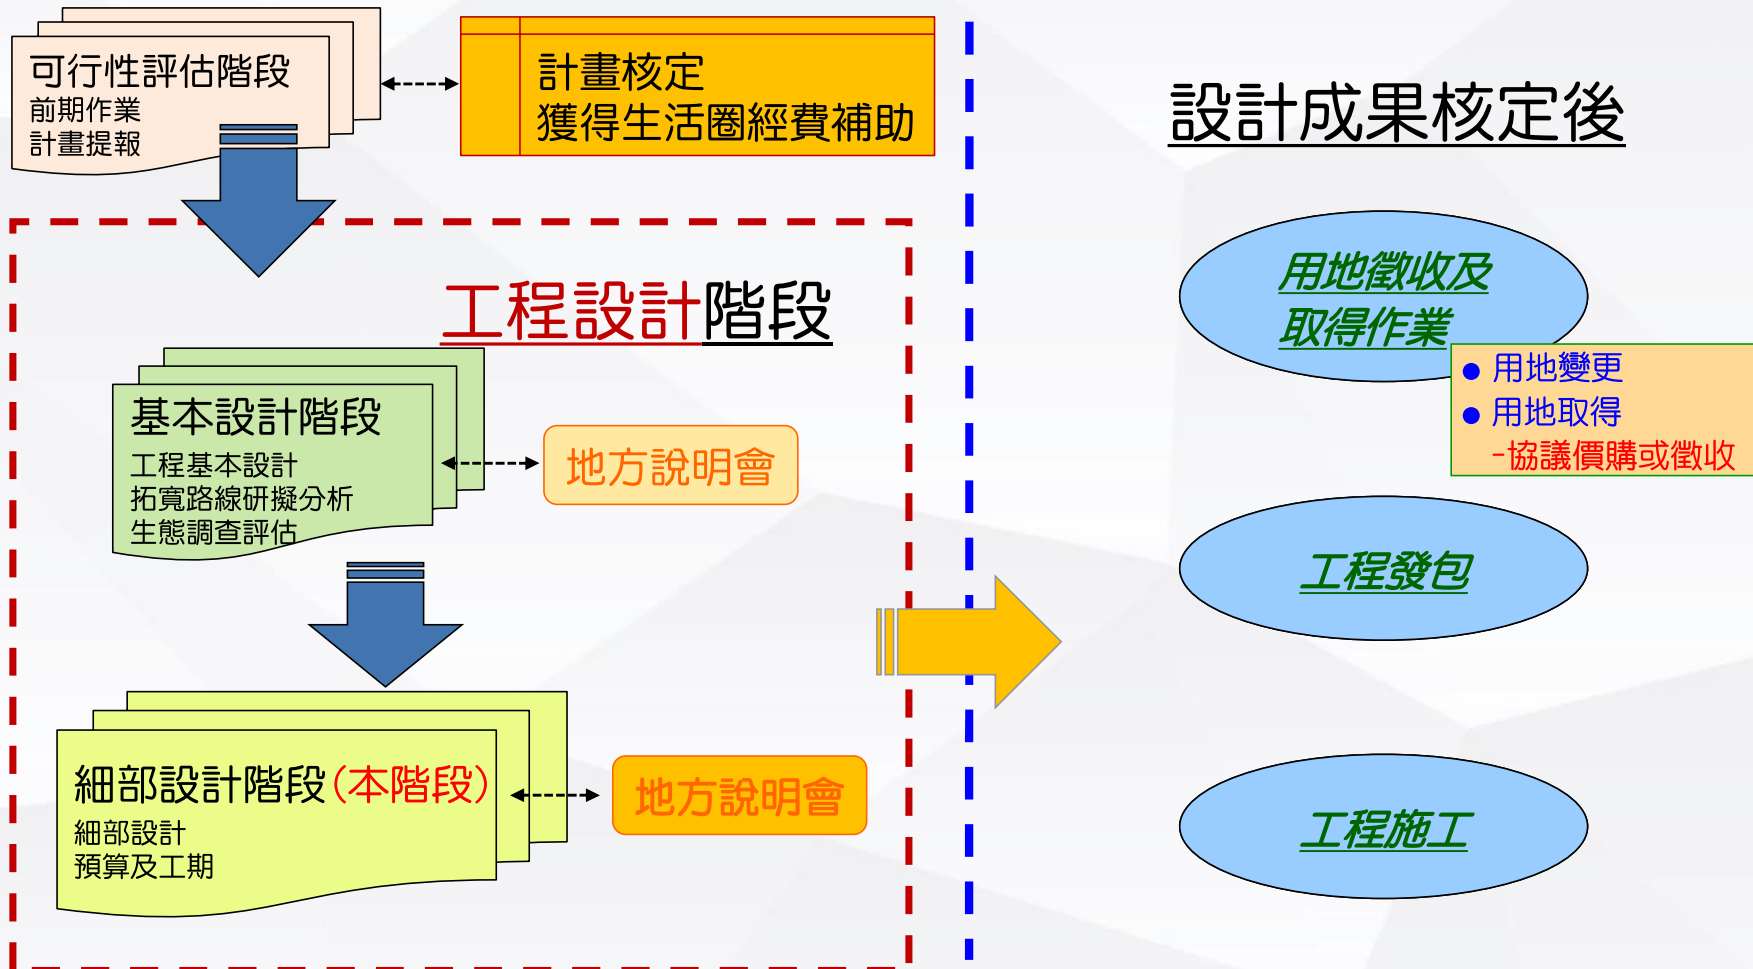 可行性評估階段
前期作業
計畫提報
計畫核定
獲得生活圈經費補助
工程設計階段
基本設計階段
工程基本設計
拓寬路線研擬分析
生態調查評估
地方說明會
細部設計階段(本階段)
細部設計
預算及工期
地方說明會
設計成果核定後
用地徵收及
取得作業
● 用地變更
● 用地取得
-協議價購或徵收
工程發包
工程施工